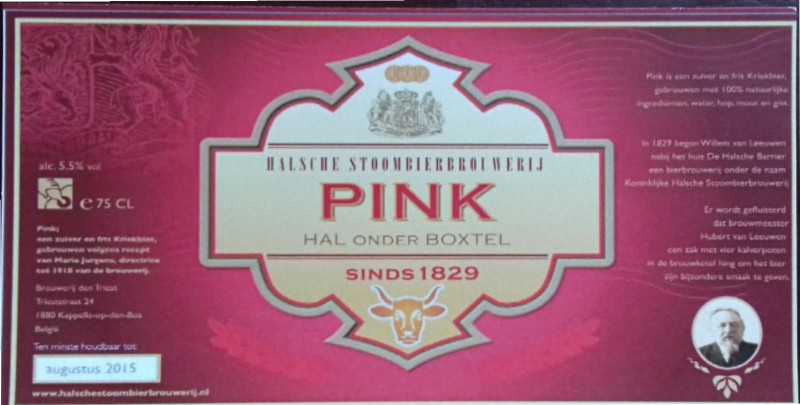 alc. 5.5% vol
e 75 CL
Pink:
een zuiver en fris Kriekbier,
gebrouwen volgens recept
van Maria Jurgens, directrice
tot 1918 van de brouwerij.
Brouwerij den Triest
Trieststraat 24
1880 Kappelle-op-den-Bos
België
Ten minste houdbaar tot:
augustus 2015
www.halschestoombierbrouwerij.nl
HALSCHE STOOMBIERBROUWERIJ
PINK
HAL ONDER BOXTEL
SINDS 1829
Pink is een zuiver en fris Kriekbier,
gebrouwen met 100% natuurlijke
ingrediënten, water, hop, mout en gist.
In 1829 begon Willem van Leeuwen
nabij het hut De Halsche Barrier
een bierbrouwerij onder de naam
Koninklijke Halsche Stoombierbrouwerij
Er wordt gefluisterd
dat brouwmeester
Hubert van Leeuwen
een tak met vier kalverpoten
in de brouwketel hing om het bier
zijn bijzondere smaak te geven.